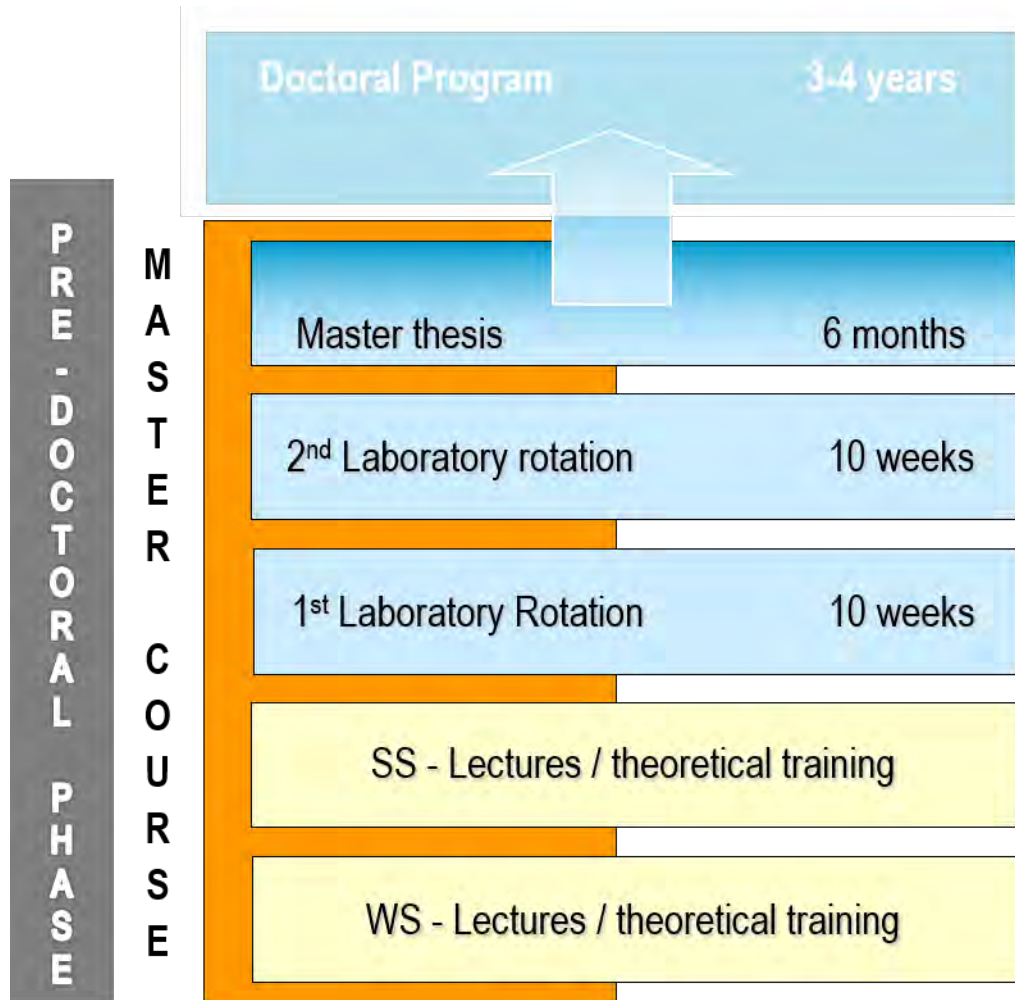 Doctoral Program 3-4 years
PRE-DOCTORAL PHASE
MASTER COURSE
Master thesis 6 months
2nd Laboratory rotation 10 weeks
1st Laboratory Rotation 10 weeks
SS - Lectures / theoretical training
WS - Lectures / theoretical training